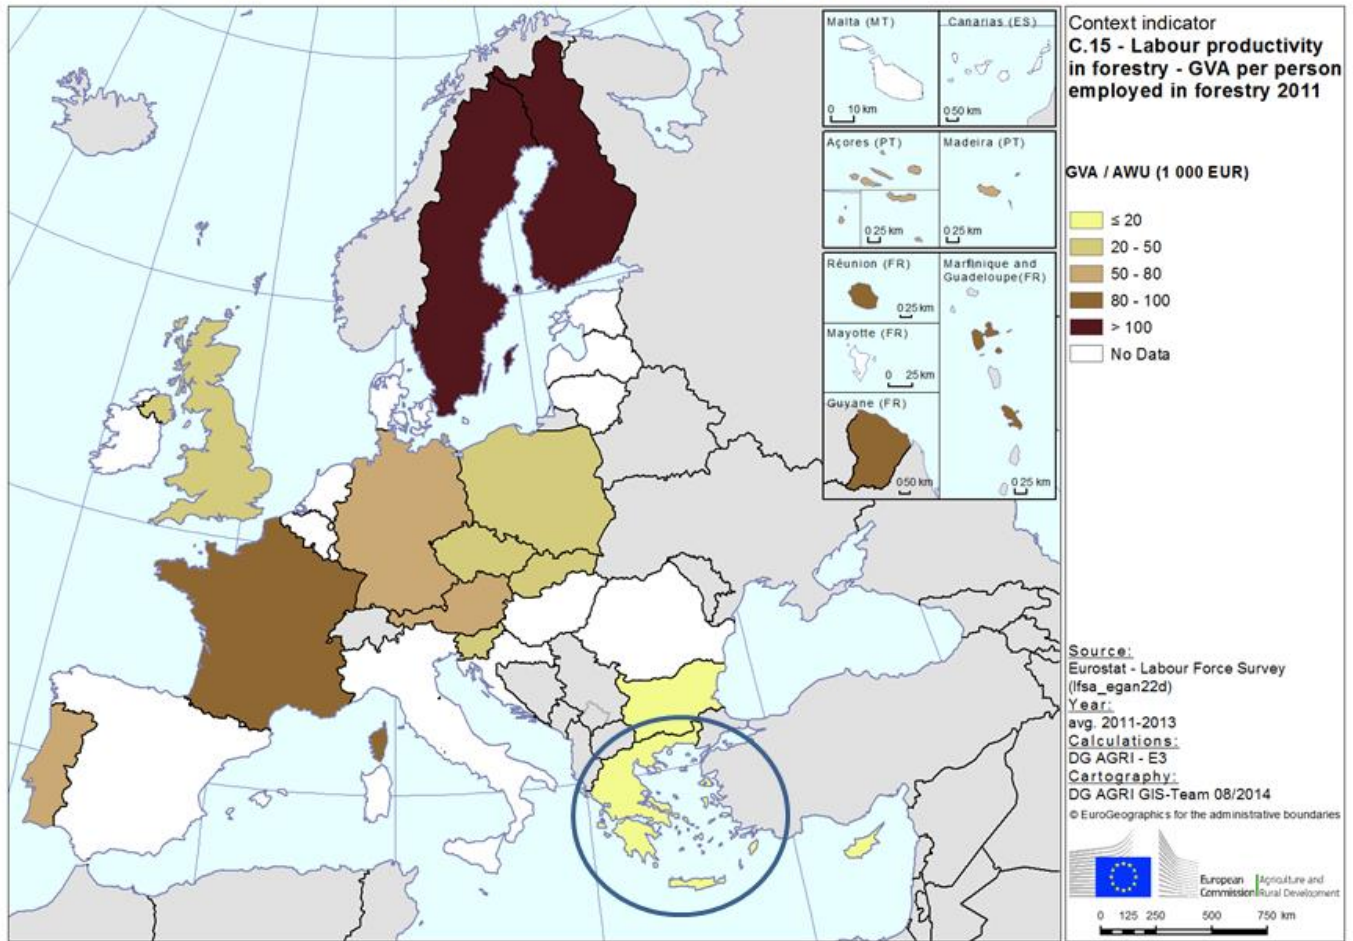 Malta (MT)
0 10 km
Canarias (ES)
0 50 km
Açores (PT)
0 25 km
Madeira (PT)
0 25 km
Réunion (FR)
0 25 km
Martinique and
Guadeloupe(FR)
Mayotte (FR)
0 25 km
Guyane (FR)
0 50 km
0 25 km
Context indicator
C.15 - Labour productivity
in forestry - GVA per person
employed in forestry 2011
GVA / AWU (1 000 EUR)
≤ 20
20 - 50
50 - 80
80 - 100
> 100
No Data
Source:
Eurostat - Labour Force Survey
(lfsa_egan22d)
Year:
avg. 2011-2013
Calculations:
DG AGRI - E3
Cartography:
DG AGRI GIS-Team 08/2014
© EuroGeographics for the administrative boundaries
European
Commission
Agriculture and
Rural Development
0 125 250 500 750 km